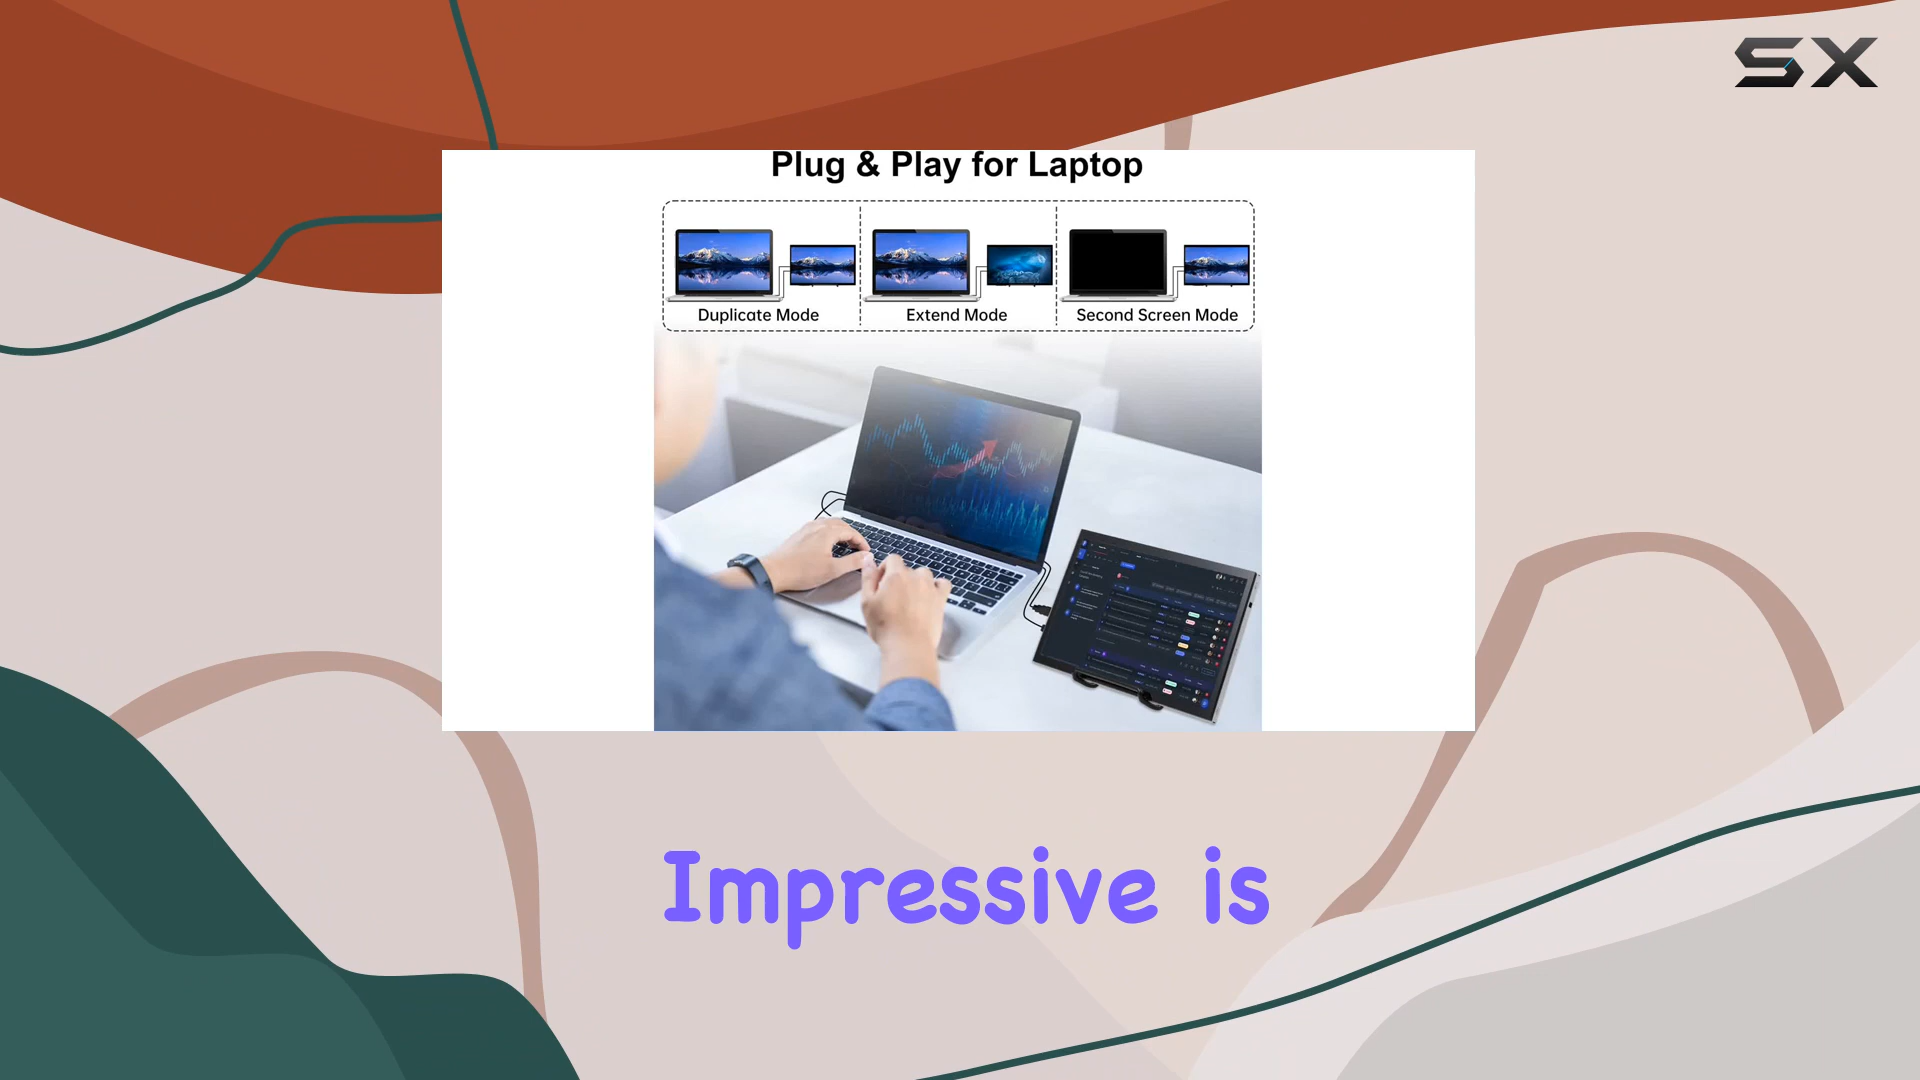 SX
Plug & Play for Laptop
Duplicate Mode
Extend Mode
Second Screen Mode
Impressive is